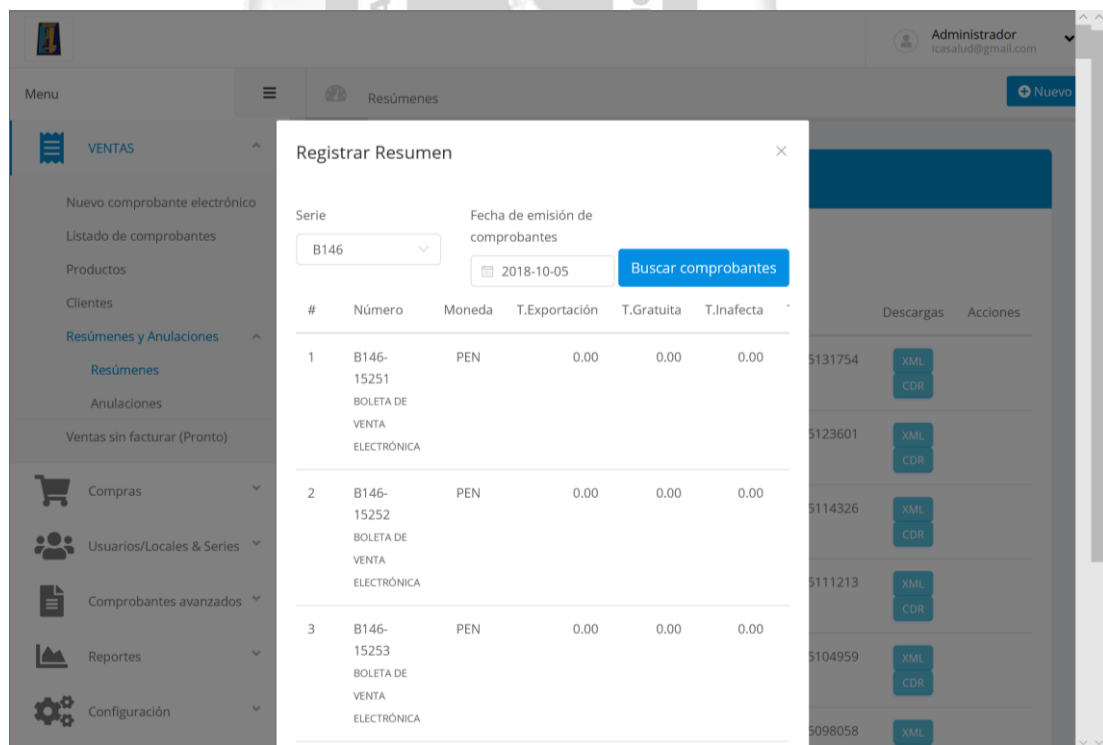 Administrador
icasalud@gmail.com
Menu
Resúmenes
Nuevo
VENTAS
Nuevo comprobante electrónico
Listado de comprobantes
Productos
Clientes
Resúmenes y Anulaciones
Resúmenes
Anulaciones
Ventas sin facturar (Pronto)
Compras
Usuarios/Locales & Series
Comprobantes avanzados
Reportes
Configuración
Registrar Resumen
Serie
Fecha de emisión de
comprobantes
B146
2018-10-05
Buscar comprobantes
# Número Moneda T.Exportación T.Gratuita T.Inafecta
1 B146- PEN 0.00 0.00 0.00
15251
BOLETA DE
VENTA
ELECTRÓNICA
2 B146- PEN 0.00 0.00 0.00
15252
BOLETA DE
VENTA
ELECTRÓNICA
3 B146- PEN 0.00 0.00 0.00
15253
BOLETA DE
VENTA
ELECTRÓNICA
Descargas Acciones
5131754 XML
CDR
5123601 XML
CDR
5114326 XML
CDR
5111213 XML
CDR
5104959 XML
CDR
5098058 XML